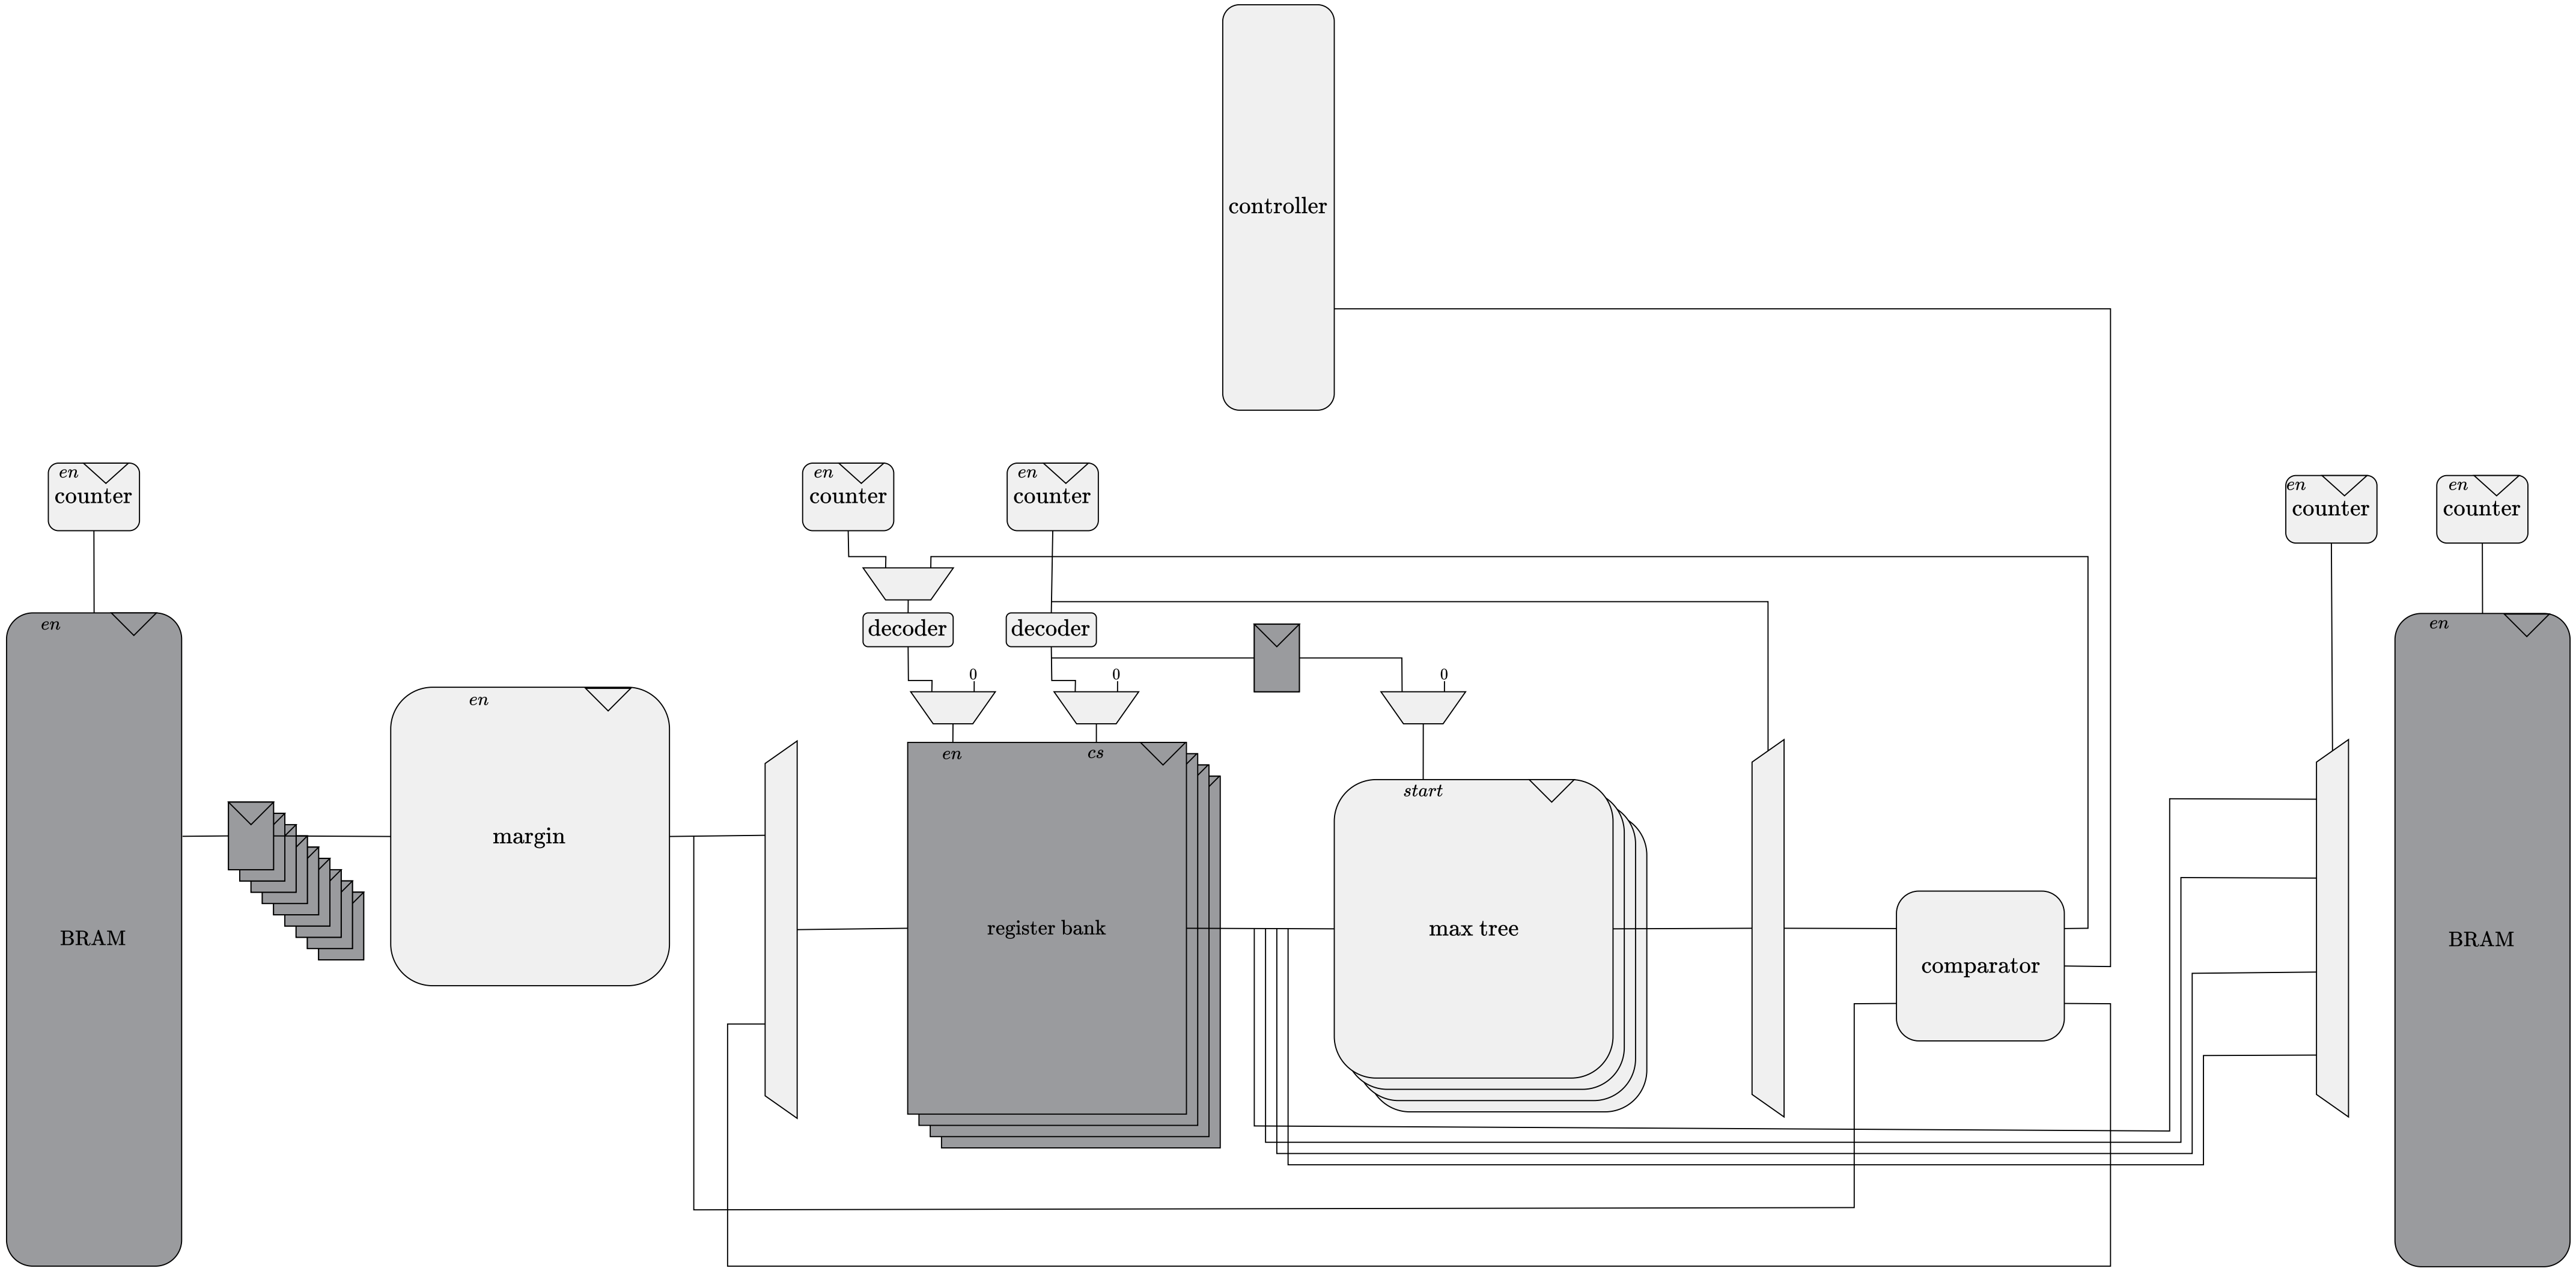 controller
en
counter
en
counter
en
counter
en
counter
en
counter
decoder
decoder
en
en
0
0
0
en
en
cs
start
margin
register bank
max tree
BRAM
comparator
BRAM